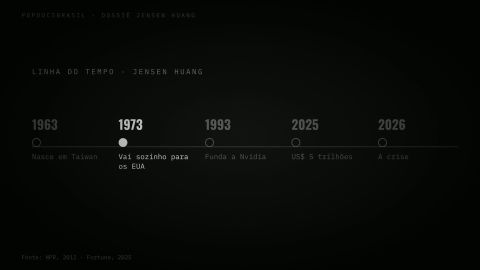 POPDOCSBRASIL · DOSSIÊ JENSEN HUANG
LINHA DO TEMPO · JENSEN HUANG
1963
1973
1993
2025
2026
Nasce em Taiwan
Vai sozinho para
os EUA
Funda a Nvidia
US$ 5 trilhões
A crise
Fonte: NPR, 2012 · Fortune, 2025